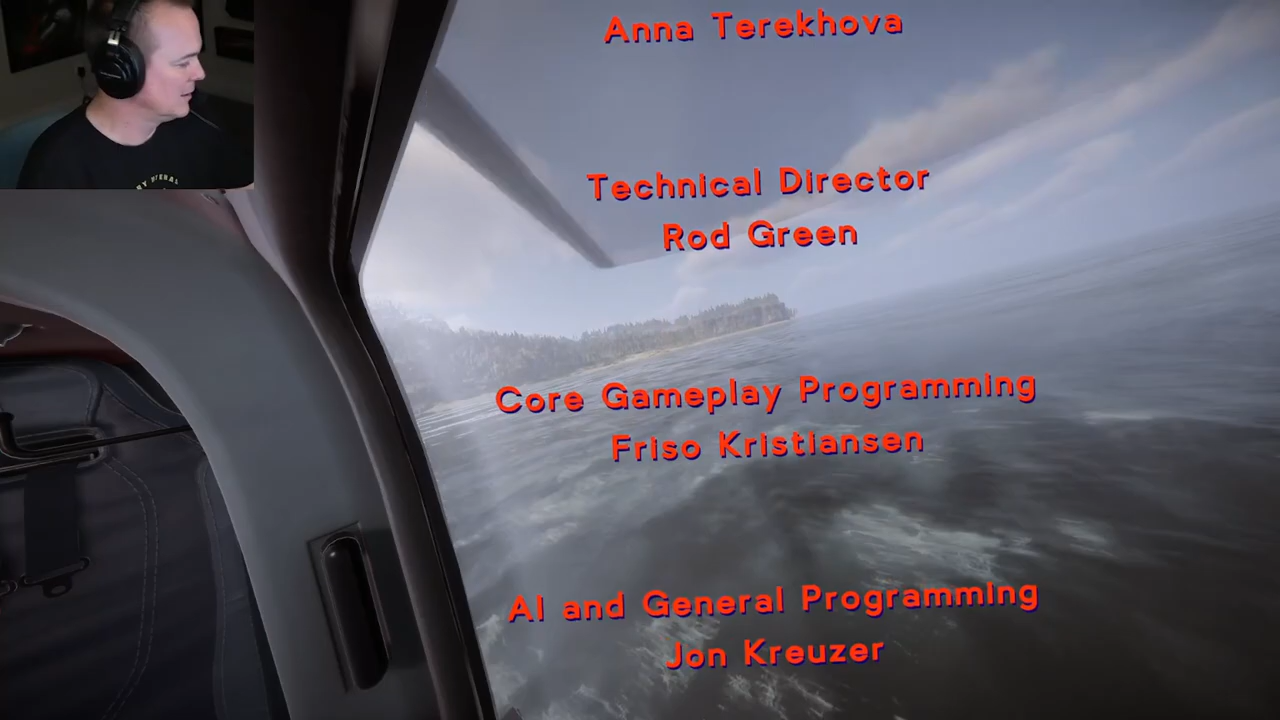 Anna Terekhova
Technical Director
Rod Green
Core Gameplay Programming
Friso Kristiansen
AI and General Programming
Jon Kreuzer